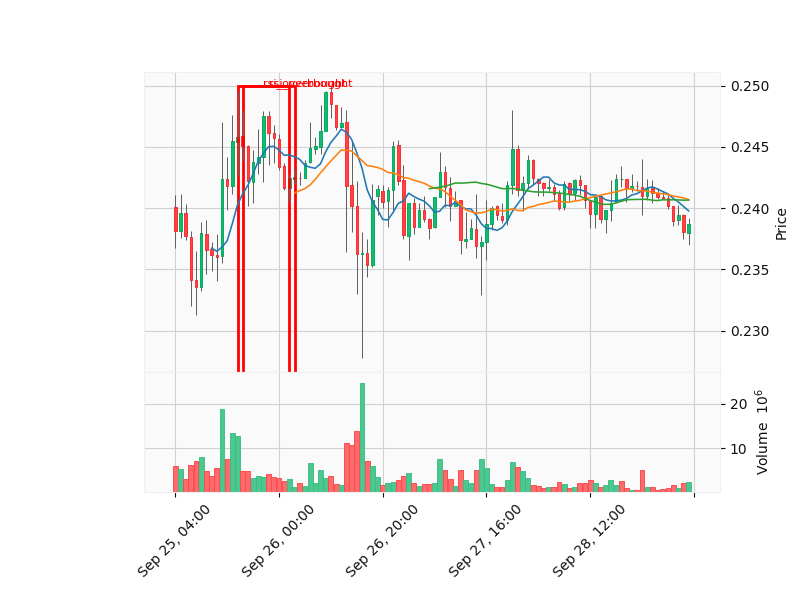 0.250
0.245
0.240
0.235
0.230
Price
20
10
Volume 10^6
Sep 25, 04:00
Sep 26, 00:00
Sep 26, 20:00
Sep 27, 16:00
Sep 28, 12:00